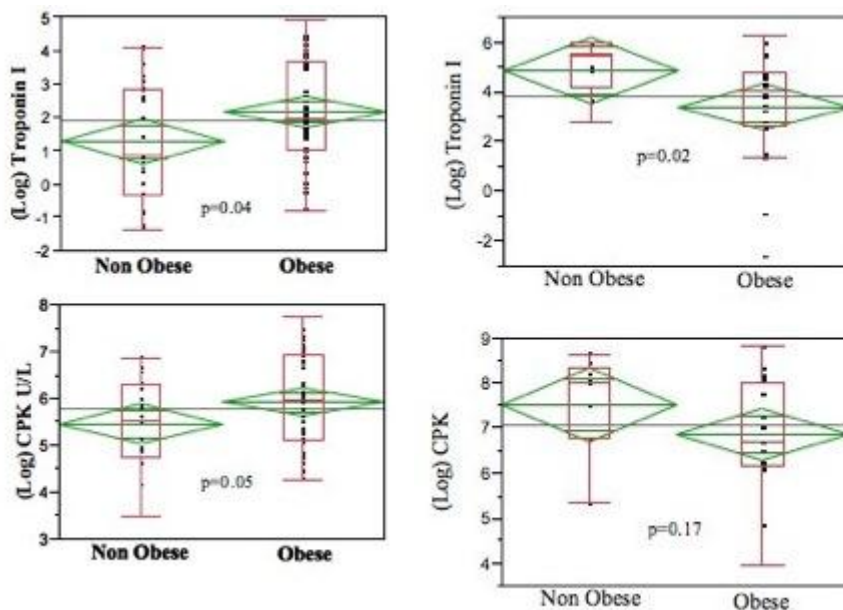 (Log) Troponin I
5
4
3
2
1
0
-1
-2
p=0.04
Non Obese
Obese
(Log) Troponin I
6
4
2
0
-2
p=0.02
Non Obese
Obese
(Log) CPK U/L
8
7
6
5
4
3
p=0.05
Non Obese
Obese
(Log) CPK
9
8
7
6
5
4
p=0.17
Non Obese
Obese